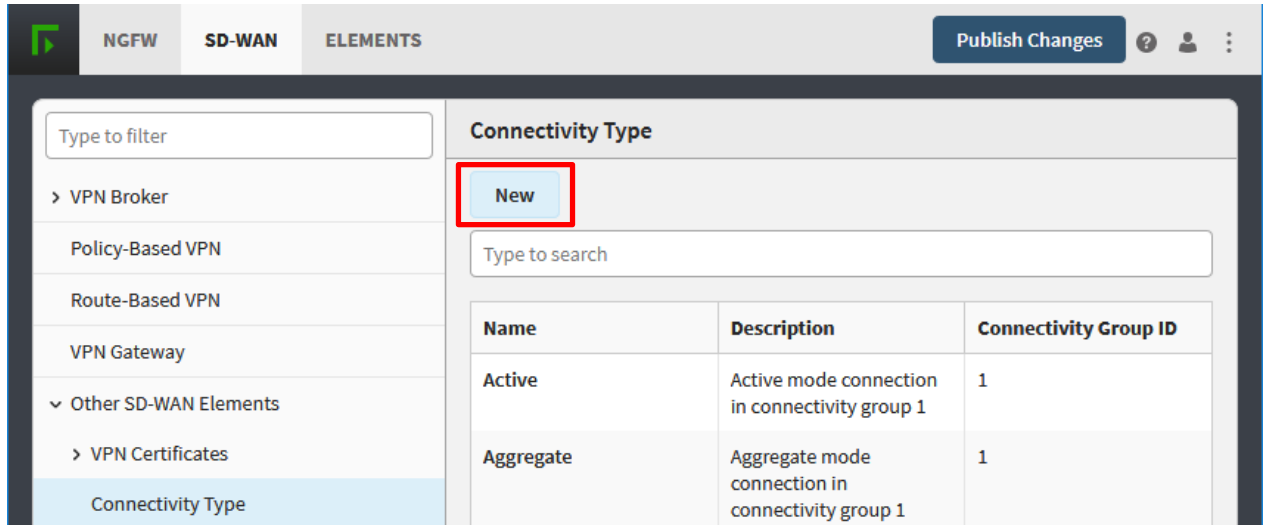 NGFW SD-WAN ELEMENTS Publish Changes
Type to filter
VPN Broker
Policy-Based VPN
Route-Based VPN
VPN Gateway
Other SD-WAN Elements
VPN Certificates
Connectivity Type
Connectivity Type
New
Type to search
Name Description Connectivity Group ID
Active Active mode connection 1
in connectivity group 1
Aggregate Aggregate mode 1
connection in
connectivity group 1